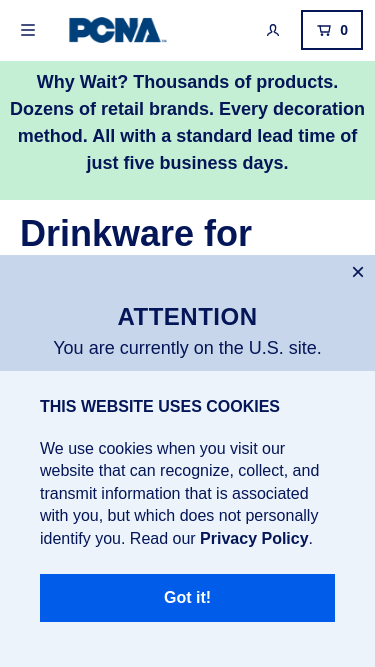 PCNA
0
Why Wait? Thousands of products.
Dozens of retail brands. Every decoration
method. All with a standard lead time of
just five business days.
Drinkware for
×
ATTENTION
You are currently on the U.S. site.
THIS WEBSITE USES COOKIES
We use cookies when you visit our
website that can recognize, collect, and
transmit information that is associated
with you, but which does not personally
identify you. Read our Privacy Policy.
Got it!